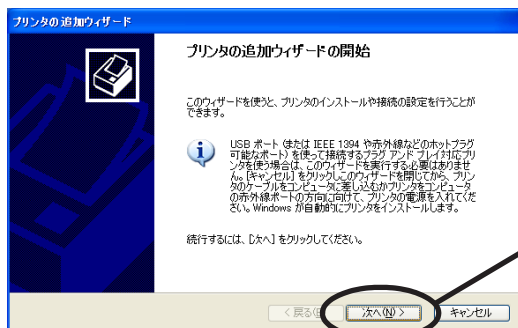 プリンタの追加ウィザード
プリンタの追加ウィザードの開始
このウィザードを使うと、プリンタのインストールや接続の設定を行うことが
できます。
USB ポート (または IEEE 1394 や赤外線などのホットプラグ
可能なポート) を使って接続するプラグ アンド プレイ対応プリ
ンタを使う場合は、このウィザードを実行する必要はありませ
ん。[キャンセル] をクリックしこのウィザードを閉じてから、プリン
タのケーブルをコンピュータに差し込むかプリンタをコンピュータ
の赤外線ポートの方向に向けて、プリンタの電源を入れてくだ
さい。Windows が自動的にプリンタをインストールします。
続行するには、[次へ] をクリックしてください。
< 戻る(B 次へ(N) > キャンセル